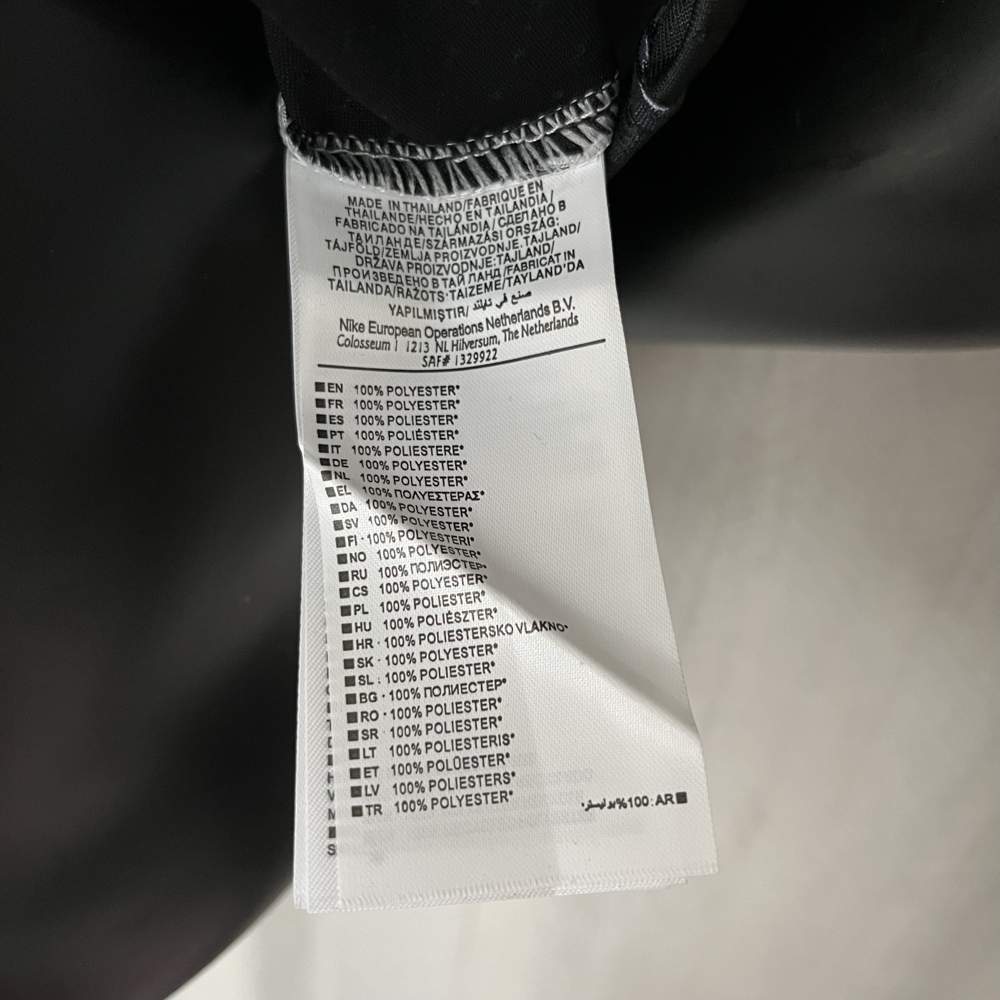 MADE IN THAILAND/FABRIQUE EN
THAILANDE/HECHO EN TAILANDIA/
FABRICADO NA TAILÂNDIA/ СДЕЛАНО В
ТАИЛАНДЕ/SZÁRMAZÁSI ORSZÁG:
TÁJFÖLD/ZEMLJA PROIZVODNJE.TAJLAND/
DRŽAVA PROIZVODNJE:TAJLAND/
ПРОИЗВЕДЕНО В ТАЙЛАНД/FABRICAT IN
TAILANDA/RAŽOTS-TAIZEME/TAYLAND'DA
YAPILMIŞTIR/ صنع في تايلند
Nike European Operations Netherlands B.V.
Colosseum 1 1213 NL Hilversum, The Netherlands
SAF# 1329922
EN 100% POLYESTER*
FR 100% POLYESTER*
ES 100% POLIESTER*
PT 100% POLIÉSTER*
IT 100% POLIESTERE*
DE 100% POLYESTER*
NL 100% POLYESTER*
EL 100% ΠΟΛΥΕΣΤΕΡΑΣ*
DA 100% POLYESTER*
SV 100% POLYESTER*
FI · 100% POLYESTERI*
NO 100% POLYESTER*
RU 100% ПОЛИЭСТЕР*
CS 100% POLYESTER*
PL 100% POLIESTER*
HU 100% POLIÉSZTER*
HR · 100% POLIESTERSKO VLAKNO*
SK · 100% POLYESTER*
SL : 100% POLIESTER*
BG · 100% ПОЛИЕСТЕР*
RO · 100% POLIESTER*
SR 100% POLIESTER*
LT 100% POLIESTERIS*
ET 100% POLÜESTER*
LV 100% POLIESTERS*
TR 100% POLYESTER*
AR: 100% بوليستر*